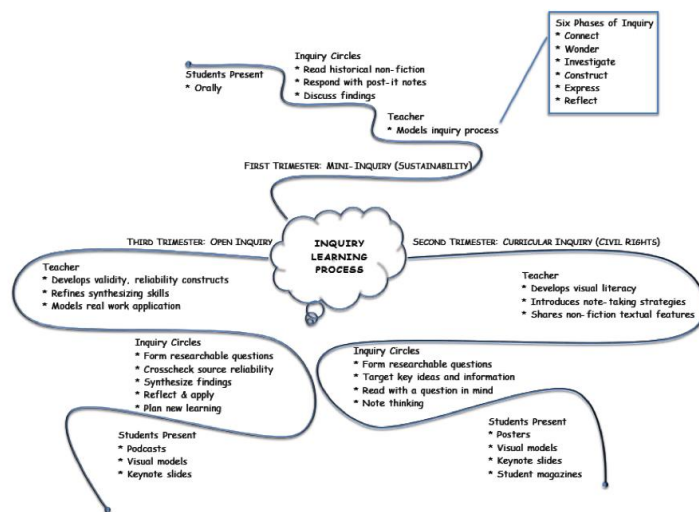 Six Phases of Inquiry
* Connect
* Wonder
* Investigate
* Construct
* Express
* Reflect
Inquiry Circles
* Read historical non-fiction
* Respond with post-it notes
* Discuss findings
Students Present
* Orally
Teacher
* Models inquiry process
First Trimester: Mini-Inquiry (Sustainability)
INQUIRY
LEARNING
PROCESS
Third Trimester: Open Inquiry
Teacher
* Develops validity, reliability constructs
* Refines synthesizing skills
* Models real work application
Inquiry Circles
* Form researchable questions
* Crosscheck source reliability
* Synthesize findings
* Reflect & apply
* Plan new learning
Students Present
* Podcasts
* Visual models
* Keynote slides
Second Trimester: Curricular Inquiry (Civil Rights)
Teacher
* Develops visual literacy
* Introduces note-taking strategies
* Shares non-fiction textual features
Inquiry Circles
* Form researchable questions
* Target key ideas and information
* Read with a question in mind
* Note thinking
Students Present
* Posters
* Visual models
* Keynote slides
* Student magazines